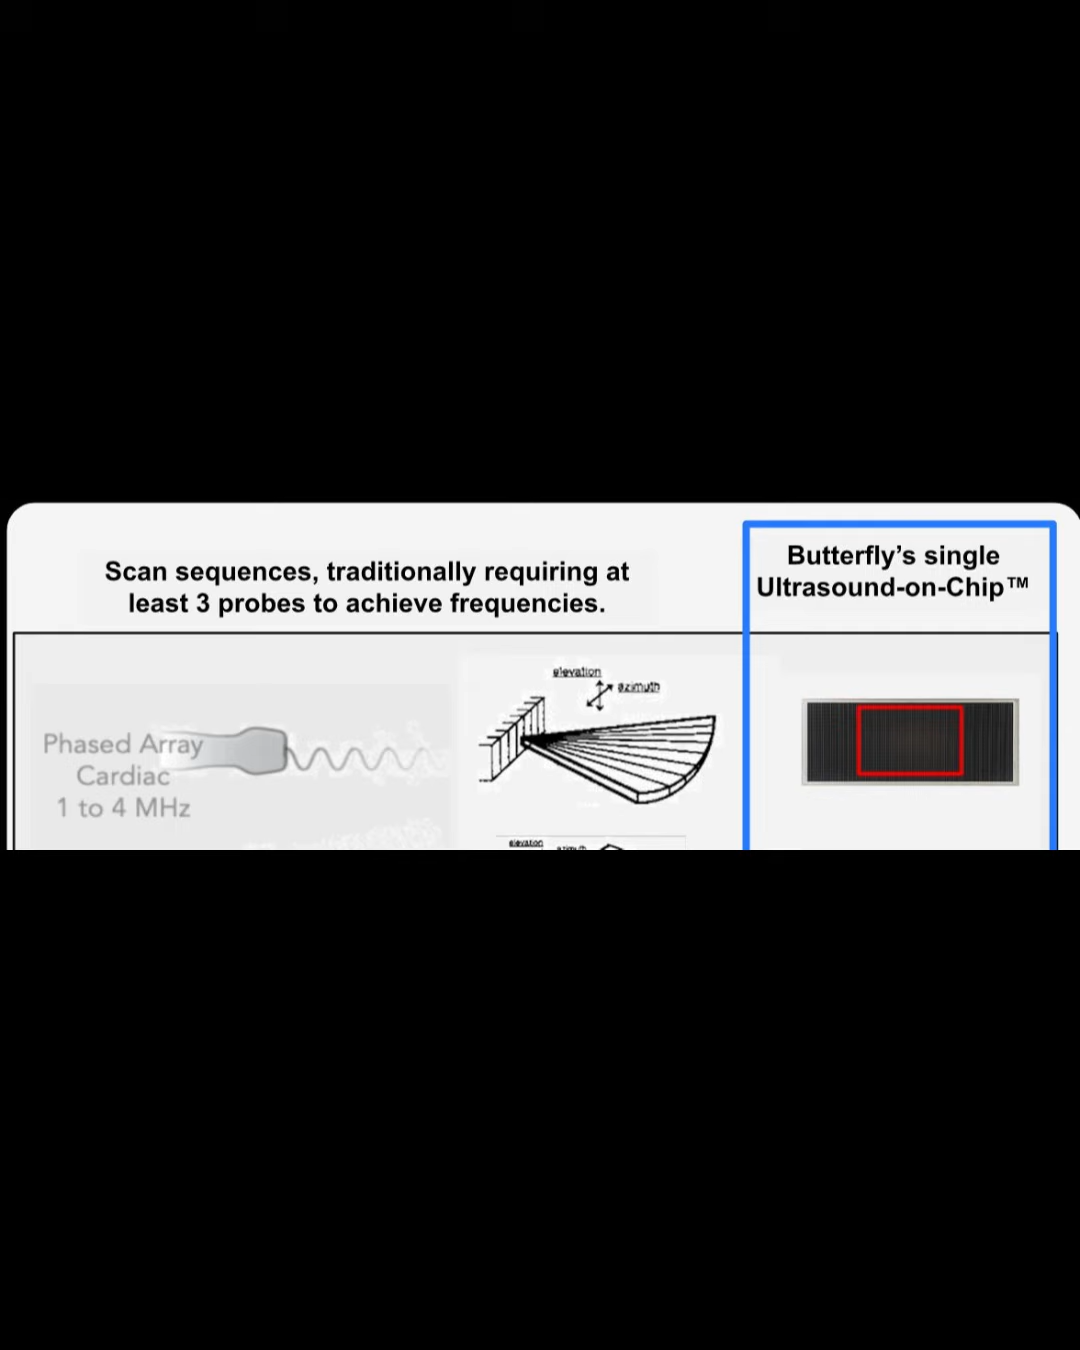 Scan sequences, traditionally requiring at
least 3 probes to achieve frequencies.
Butterfly’s single
Ultrasound-on-Chip™
elevation
azimuth
Phased Array
Cardiac
1 to 4 MHz
elevation